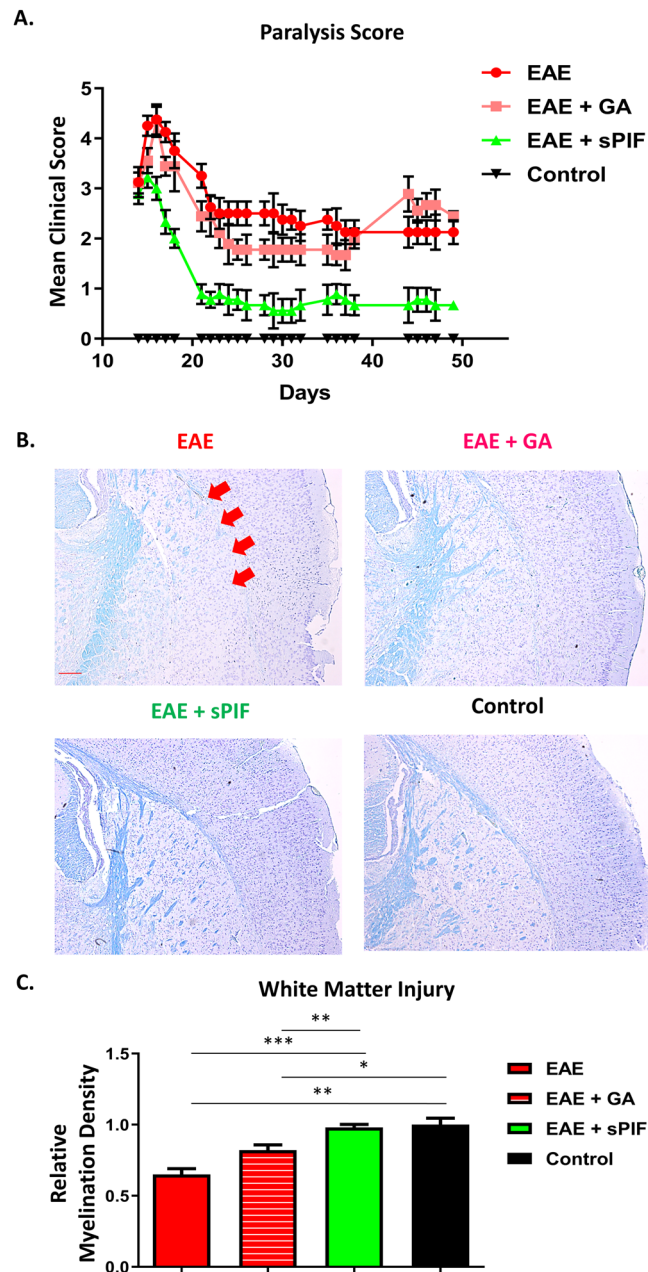 A.
Paralysis Score
Mean Clinical Score
5
4
3
2
1
0
10
20
30
40
50
Days
EAE
EAE + GA
EAE + sPIF
Control
B.
EAE
EAE + GA
EAE + sPIF
Control
C.
White Matter Injury
**
***
*
**
Relative
Myelination Density
1.5
1.0
0.5
0.0
EAE
EAE + GA
EAE + sPIF
Control